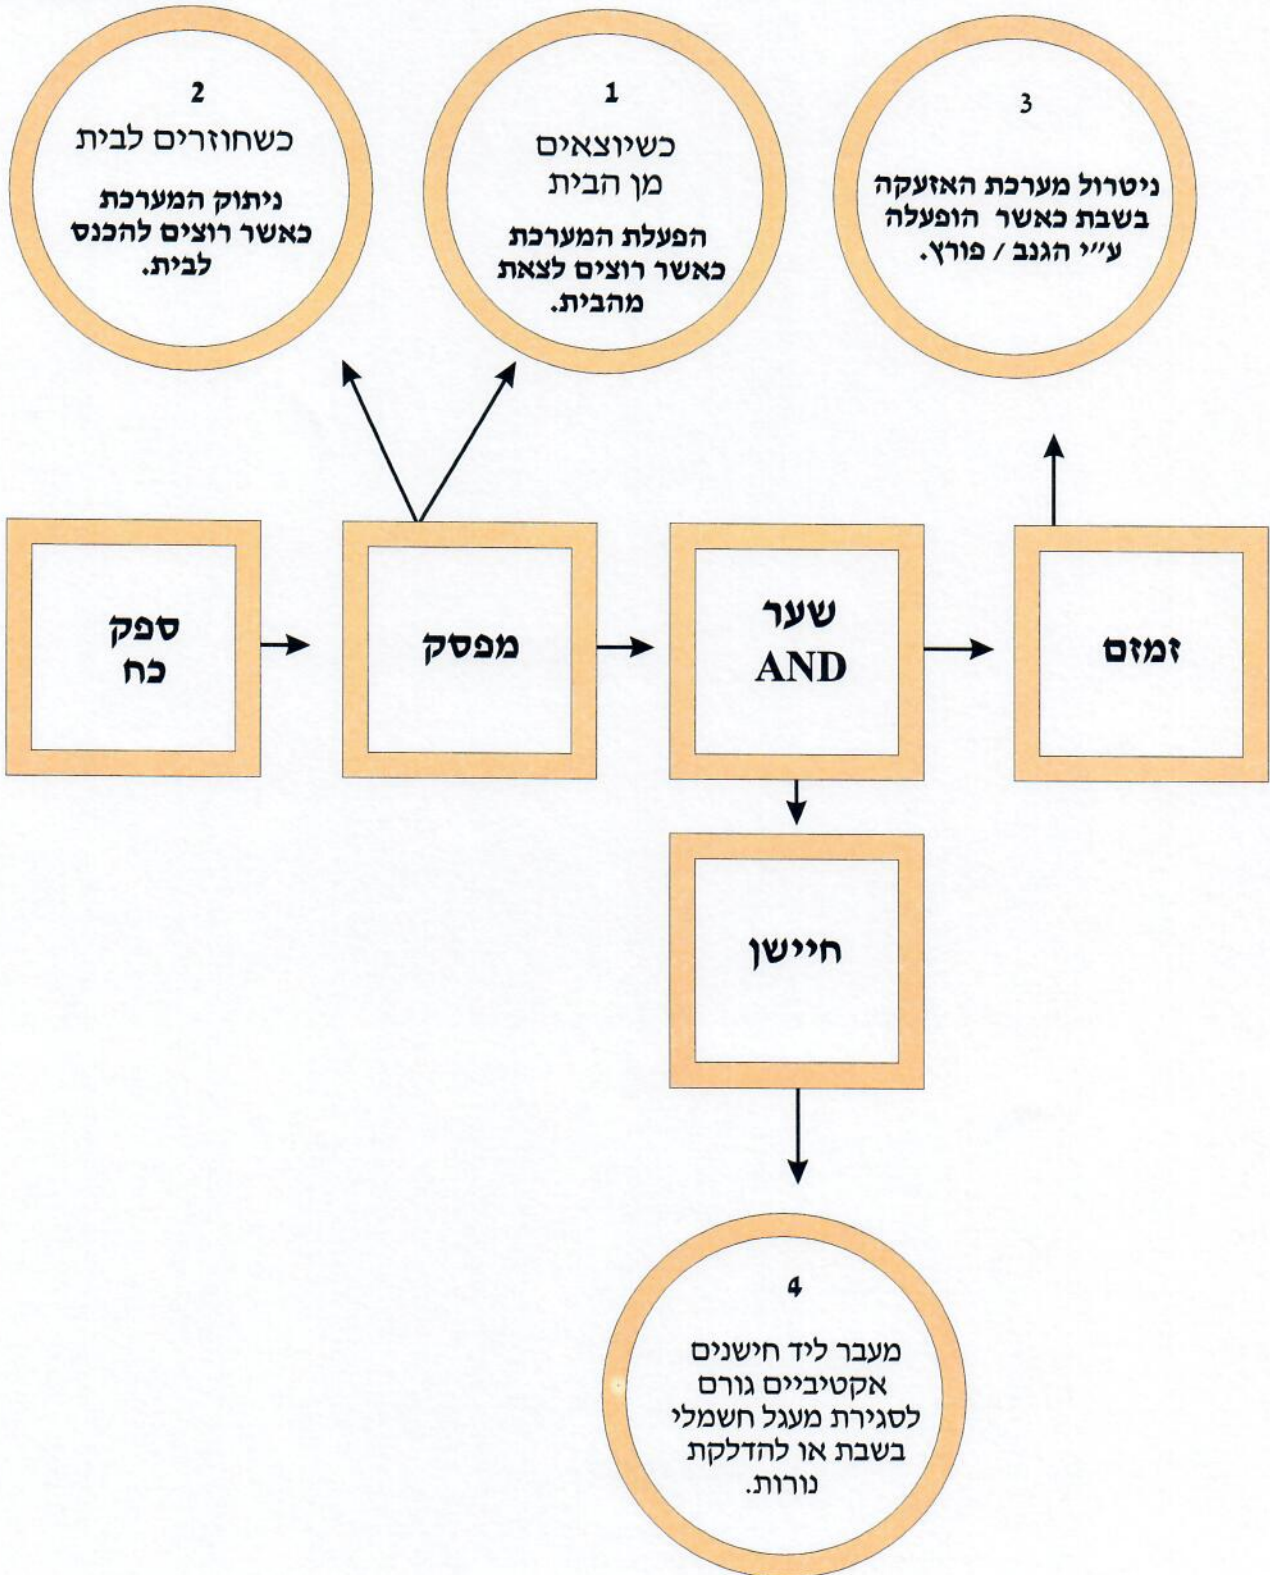 3
ניטרול מערכת האזעקה
בשבת כאשר הופעלה
ע״י הגנב / פורץ.
1
כשיוצאים
מן הבית
הפעלת המערכת
כאשר רוצים לצאת
מהבית.
2
כשחוזרים לבית
ניתוק המערכת
כאשר רוצים להכנס
לבית.
ספק
כח
מפסק
שער
AND
זמזם
חיישן
4
מעבר ליד חישנים
אקטיביים גורם
לסגירת מעגל חשמלי
בשבת או להדלקת
נורות.